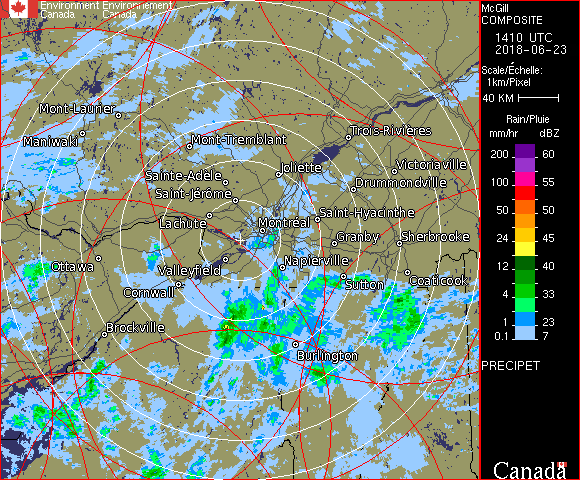 Environment Environnement
Canada Canada
McGill
COMPOSITE
1410 UTC
2018-06-23
Scale/Échelle:
1km/Pixel
40 KM
Rain/Pluie
mm/hr dBZ
200 60
100 55
75 55
50 50
24 45
12 40
4 33
1 23
0.1 7
PRECIPET
Canada
Mont-Laurier
Maniwaki
Mont-Tremblant
Trois-Rivières
Joliette
Victoriaville
Sainte-Adèle
Drummondville
Saint-Jérôme
Lachute
Saint-Hyacinthe
Montréal
Granby
Sherbrooke
Ottawa
Valleyfield
Napierville
Sutton
Coaticook
Cornwall
Brockville
Burlington